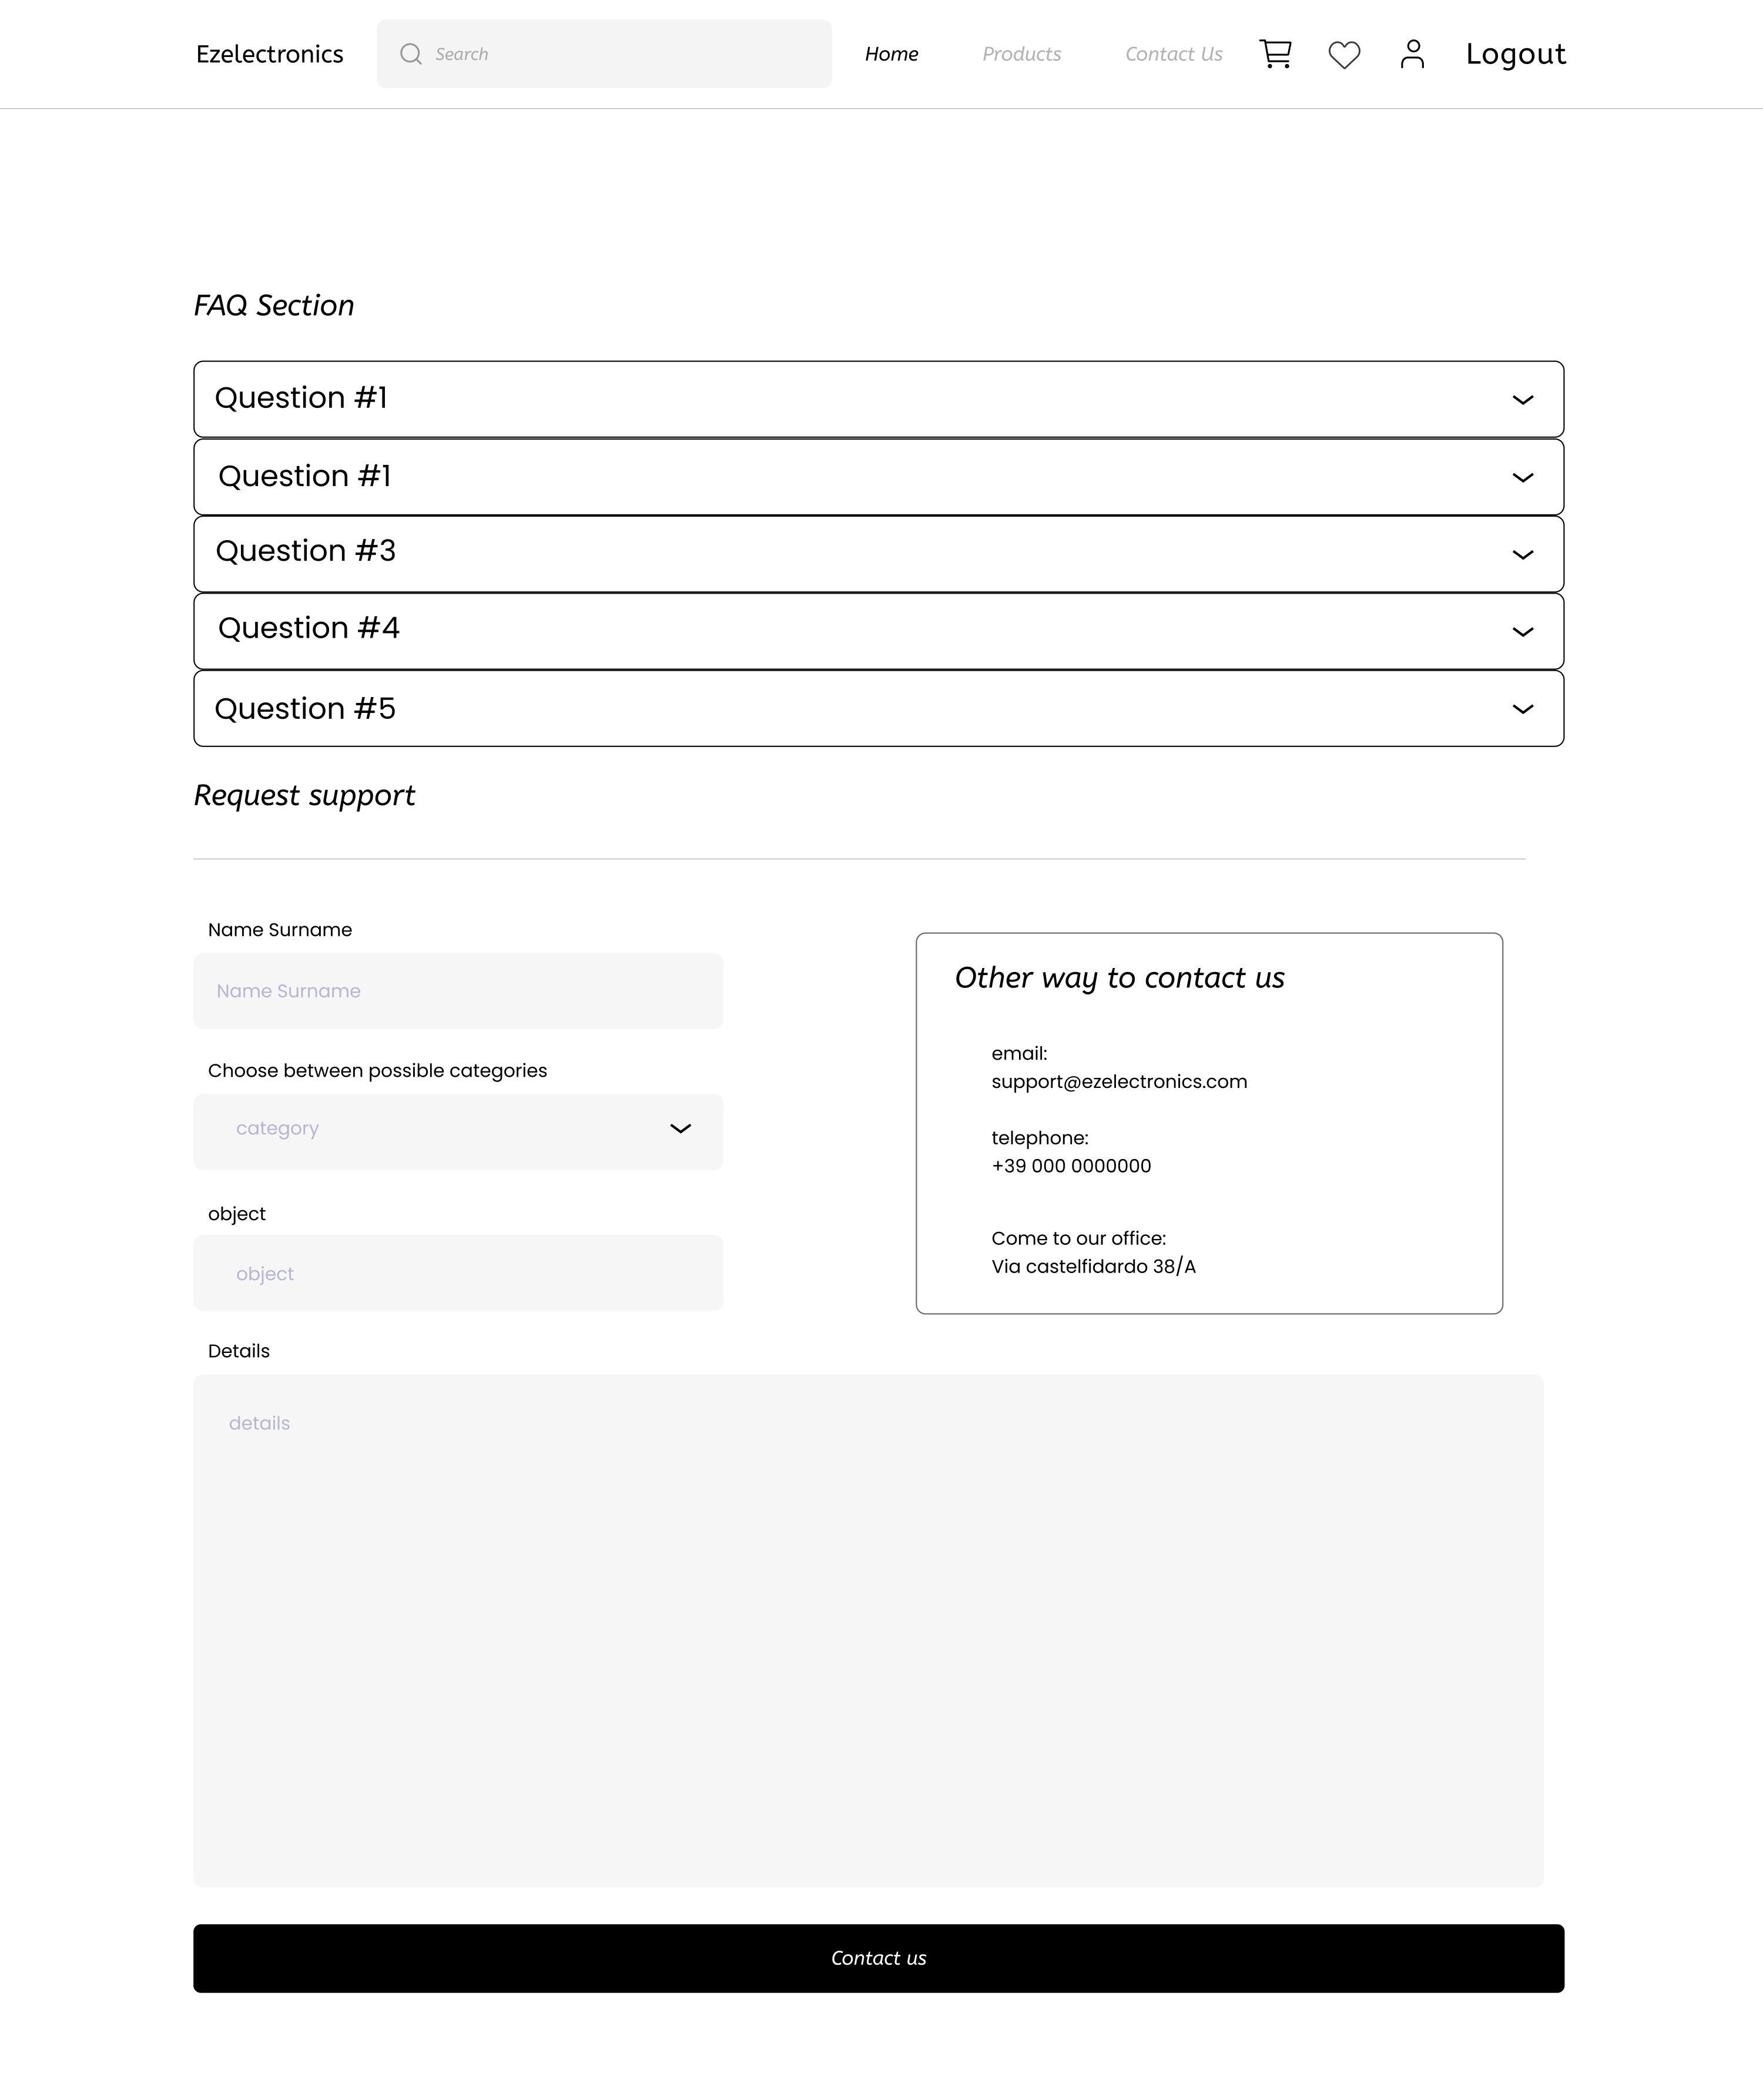 Ezelectronics Search Home Products Contact Us Logout
FAQ Section
Question #1
Question #1
Question #3
Question #4
Question #5
Request support
Name Surname
Name Surname
Choose between possible categories
category
object
object
Other way to contact us
email:
support@ezelectronics.com
telephone:
+39 000 0000000
Come to our office:
Via castelfidardo 38/A
Details
details
Contact us